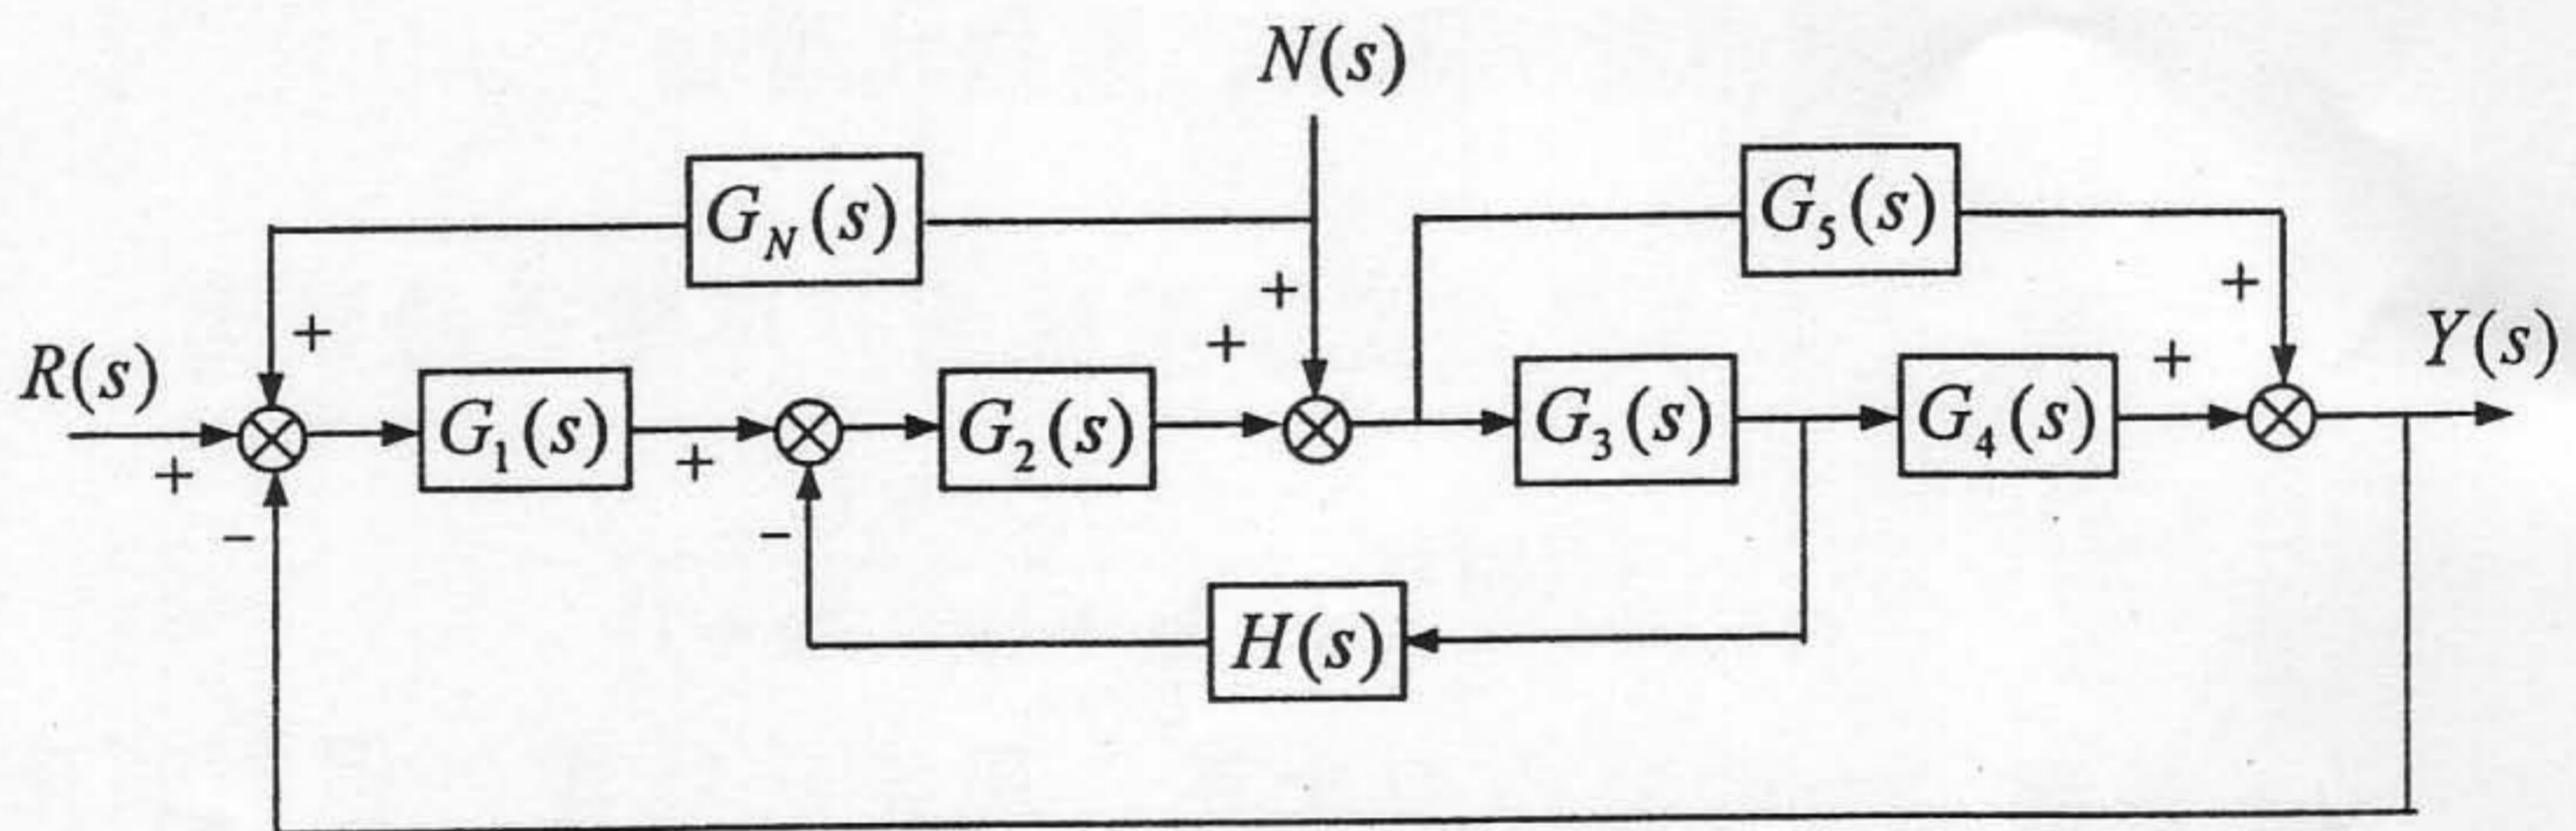 N(s)
G_N(s)
G_5(s)
+
+
+
+
+
R(s)
Y(s)
G_1(s)
G_2(s)
G_3(s)
G_4(s)
+
+
−
−
H(s)